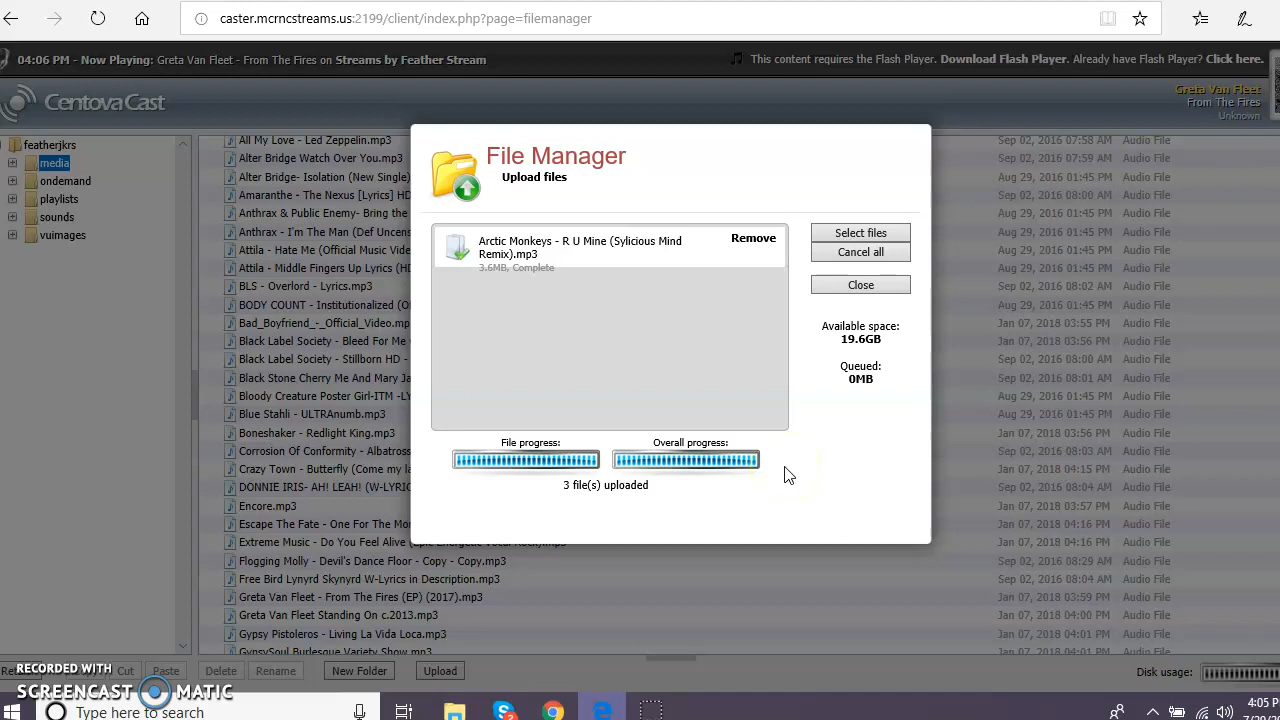 caster.mcrncstreams.us:2199/client/index.php?page=filemanager
04:06 PM - Now Playing: Greta Van Fleet - From The Fires on Streams by Feather Stream
This content requires the Flash Player. Download Flash Player. Already have Flash Player? Click here.
CentovaCast
Greta Van Fleet
From The Fires
Unknown
featherjkrs
media
ondemand
playlists
sounds
vuimages
File Manager
Upload files
Arctic Monkeys - R U Mine (Sylicious Mind
Remix).mp3
3.6MB, Complete
Remove
Select files
Cancel all
Close
Available space:
19.6GB
Queued:
0MB
File progress:
Overall progress:
3 file(s) uploaded
All My Love - Led Zeppelin.mp3 Sep 02, 2016 07:58 AM Audio File
Alter Bridge Watch Over You.mp3 Sep 02, 2016 07:59 AM Audio File
Alter Bridge- Isolation (New Single) Aug 29, 2016 01:45 PM Audio File
Amaranthe - The Nexus [Lyrics] HD Sep 02, 2016 08:00 AM Audio File
Anthrax & Public Enemy- Bring the Aug 29, 2016 01:45 PM Audio File
Anthrax - I'm The Man (Def Uncens Aug 29, 2016 01:45 PM Audio File
Attila - Hate Me (Official Music Video Aug 29, 2016 01:45 PM Audio File
Attila - Middle Fingers Up Lyrics (H Aug 29, 2016 01:45 PM Audio File
BLS - Overlord - Lyrics.mp3 Sep 02, 2016 08:02 AM Audio File
BODY COUNT - Institutionalized (O Aug 29, 2016 01:45 PM Audio File
Bad_Boyfriend_-_Official_Video.mp Jan 07, 2018 03:55 PM Audio File
Black Label Society - Bleed For Me Jan 07, 2018 03:56 PM Audio File
Black Label Society - Stillborn HD - Sep 02, 2016 08:00 AM Audio File
Black Stone Cherry Me And Mary Ja Sep 02, 2016 08:01 AM Audio File
Bloody Creature Poster Girl-ITM -LY Aug 29, 2016 01:45 PM Audio File
Blue Stahli - ULTRAnumb.mp3 Aug 29, 2016 01:45 PM Audio File
Boneshaker - Redlight King.mp3 Sep 02, 2016 08:03 AM Audio File
Corrosion Of Conformity - Albatross Sep 02, 2016 08:03 AM Audio File
Crazy Town - Butterfly (Come my la Jan 07, 2018 04:15 PM Audio File
DONNIE IRIS- AH! LEAH! (W-LYRIC Sep 02, 2016 08:04 AM Audio File
Encore.mp3 Jan 07, 2018 03:57 PM Audio File
Escape The Fate - One For The Mon Jan 07, 2018 04:16 PM Audio File
Extreme Music - Do You Feel Alive (Epic Energetic Vocal Rock).mp3 Jan 07, 2018 04:16 PM Audio File
Flogging Molly - Devil's Dance Floor - Copy - Copy.mp3 Sep 02, 2016 08:29 AM Audio File
Free Bird Lynyrd Skynyrd W-Lyrics in Description.mp3 Sep 02, 2016 08:04 AM Audio File
Greta Van Fleet - From The Fires (EP) (2017).mp3 Jan 07, 2018 03:59 PM Audio File
Greta Van Fleet Standing On c.2013.mp3 Jan 07, 2018 04:00 PM Audio File
Gypsy Pistoleros - Living La Vida Loca.mp3 Jan 07, 2018 04:01 PM Audio File
GypsySoul Burlesque Variety Show.mp3
Cut Paste Delete Rename New Folder Upload
Disk usage:
RECORDED WITH
SCREENCAST MATIC
Type here to search
4:05 P